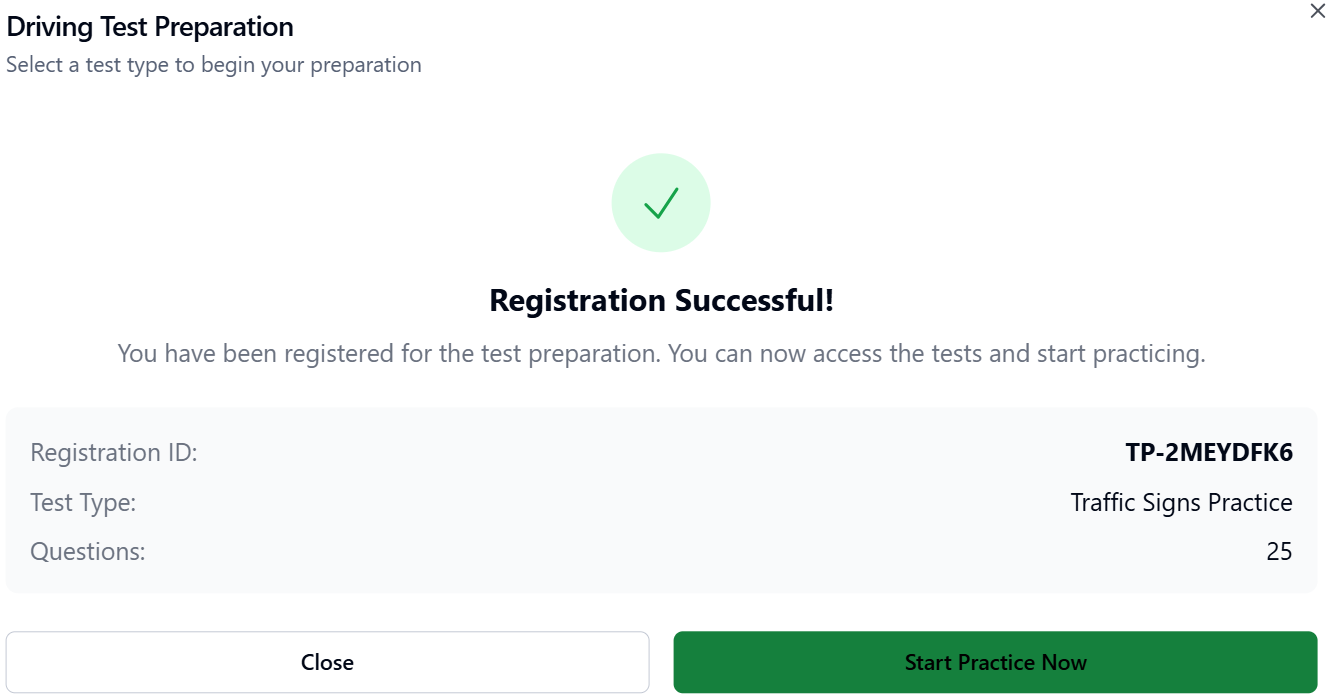 Driving Test Preparation
Select a test type to begin your preparation
Registration Successful!
You have been registered for the test preparation. You can now access the tests and start practicing.
Registration ID: TP-2MEYDFK6
Test Type: Traffic Signs Practice
Questions: 25
Close Start Practice Now